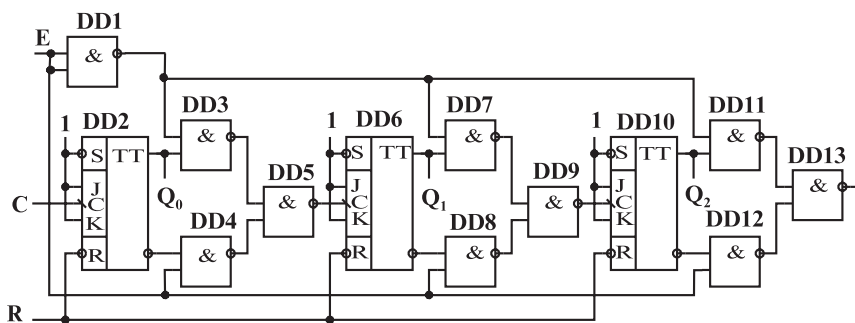 E
DD1
&
DD3
DD7
DD11
1
DD2
1
DD6
1
DD10
S
TT
&
S
TT
&
S
TT
&
DD13
DD5
DD9
J
Q0
J
Q1
J
Q2
&
C
C
DD4
&
C
DD8
&
C
DD12
K
K
K
R
&
R
&
R
&
R